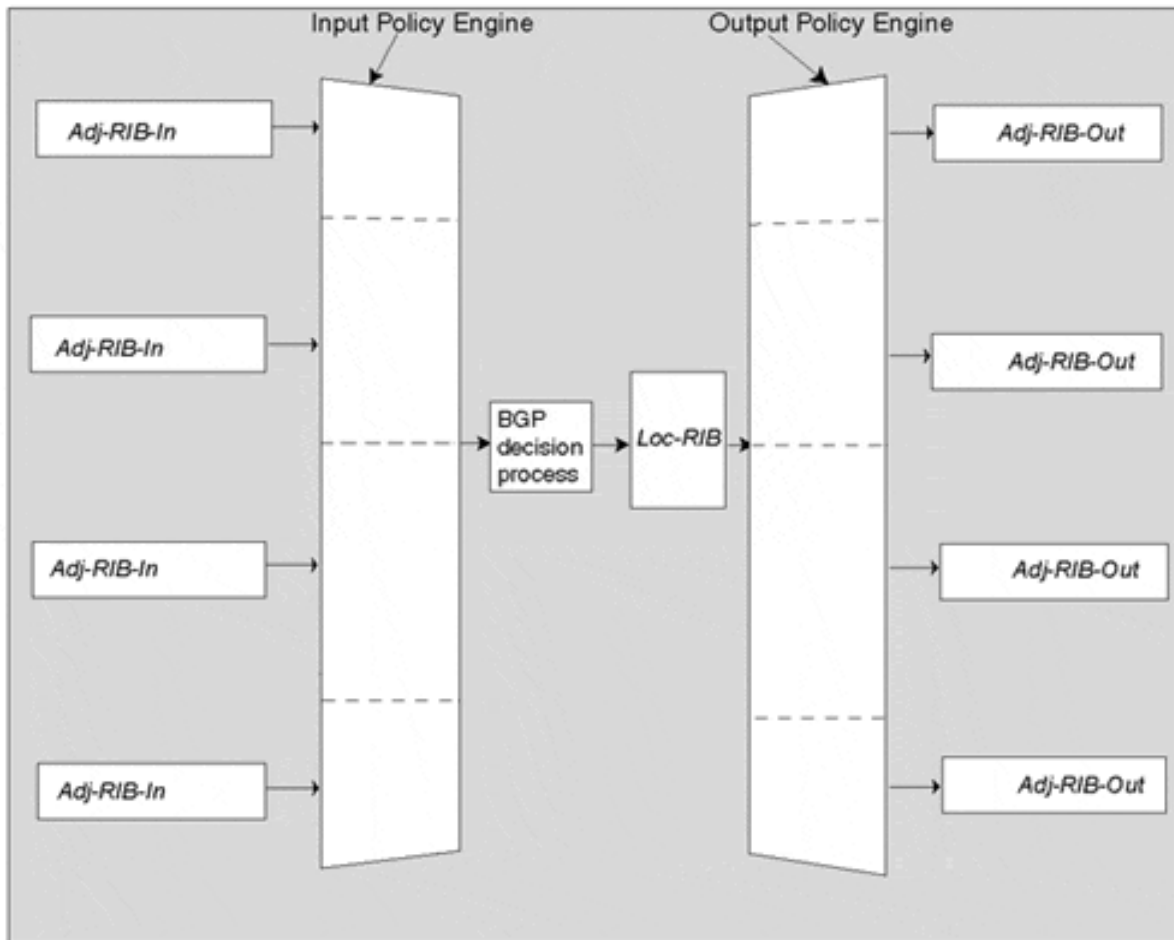 Input Policy Engine
Output Policy Engine
Adj-RIB-In
Adj-RIB-Out
Adj-RIB-In
Adj-RIB-Out
BGP
decision
process
Loc-RIB
Adj-RIB-In
Adj-RIB-Out
Adj-RIB-In
Adj-RIB-Out